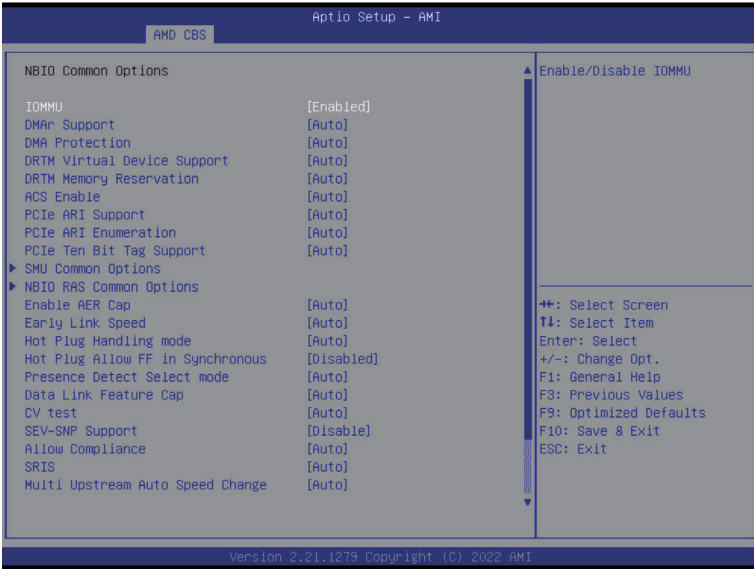 Aptio Setup – AMI
AMD CBS
NBIO Common Options
Enable/Disable IOMMU
IOMMU [Enabled]
DMAr Support [Auto]
DMA Protection [Auto]
DRTM Virtual Device Support [Auto]
DRTM Memory Reservation [Auto]
ACS Enable [Auto]
PCIe ARI Support [Auto]
PCIe ARI Enumeration [Auto]
PCIe Ten Bit Tag Support [Auto]
SMU Common Options
NBIO RAS Common Options
Enable AER Cap [Auto]
Early Link Speed [Auto]
Hot Plug Handling mode [Auto]
Hot Plug Allow FF in Synchronous [Disabled]
Presence Detect Select mode [Auto]
Data Link Feature Cap [Auto]
CV test [Auto]
SEV-SNP Support [Disable]
Allow Compliance [Auto]
SRIS [Auto]
Multi Upstream Auto Speed Change [Auto]
→←: Select Screen
↑↓: Select Item
Enter: Select
+/-: Change Opt.
F1: General Help
F3: Previous Values
F9: Optimized Defaults
F10: Save & Exit
ESC: Exit
Version 2.21.1279 Copyright (C) 2022 AMI